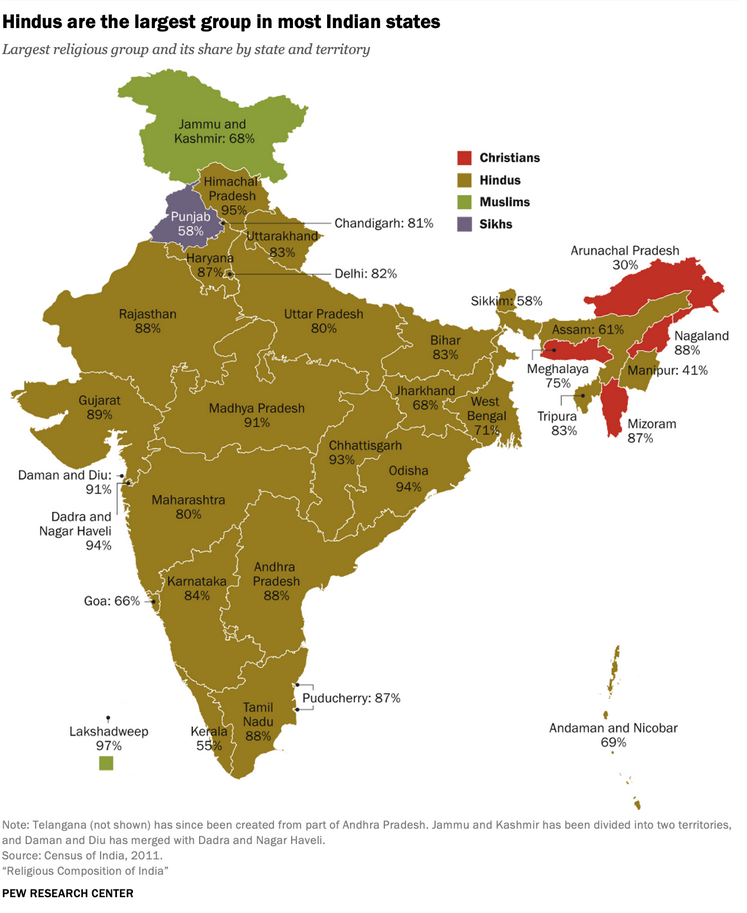 Hindus are the largest group in most Indian states
Largest religious group and its share by state and territory
Jammu and
Kashmir: 68%
Christians
Hindus
Muslims
Sikhs
Himachal
Pradesh
95%
Punjab
58%
Chandigarh: 81%
Uttarakhand
83%
Haryana
87%
Delhi: 82%
Arunachal Pradesh
30%
Sikkim: 58%
Rajasthan
88%
Uttar Pradesh
80%
Assam: 61%
Nagaland
88%
Bihar
83%
Meghalaya
75%
Manipur: 41%
Gujarat
89%
Madhya Pradesh
91%
Jharkhand
68%
West
Bengal
71%
Tripura
83%
Mizoram
87%
Chhattisgarh
93%
Odisha
94%
Daman and Diu:
91%
Maharashtra
80%
Dadra and
Nagar Haveli
94%
Andhra
Pradesh
88%
Karnataka
84%
Goa: 66%
Puducherry: 87%
Tamil
Nadu
88%
Kerala
55%
Lakshadweep
97%
Andaman and Nicobar
69%
Note: Telangana (not shown) has since been created from part of Andhra Pradesh. Jammu and Kashmir has been divided into two territories,
and Daman and Diu has merged with Dadra and Nagar Haveli.
Source: Census of India, 2011.
“Religious Composition of India”
PEW RESEARCH CENTER